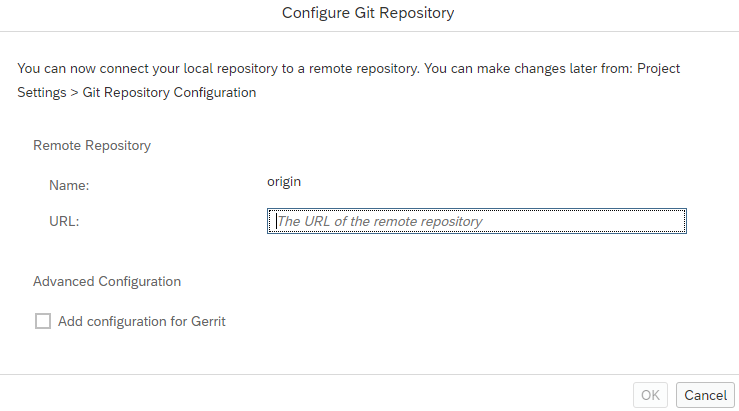 Configure Git Repository
You can now connect your local repository to a remote repository. You can make changes later from: Project
Settings > Git Repository Configuration
Remote Repository
Name: origin
URL: The URL of the remote repository
Advanced Configuration
Add configuration for Gerrit
OK Cancel